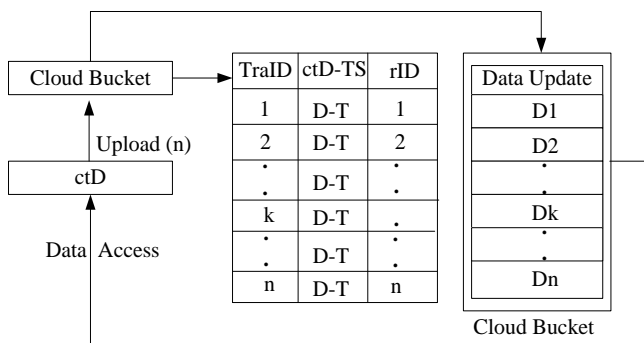 Cloud Bucket
Upload (n)
ctD
Data Access
TraID ctD-TS rID
1 D-T 1
2 D-T 2
. D-T .
. .
k D-T .
. D-T .
. .
n D-T n
Data Update
D1
D2
. .
Dk
. .
Dn
Cloud Bucket